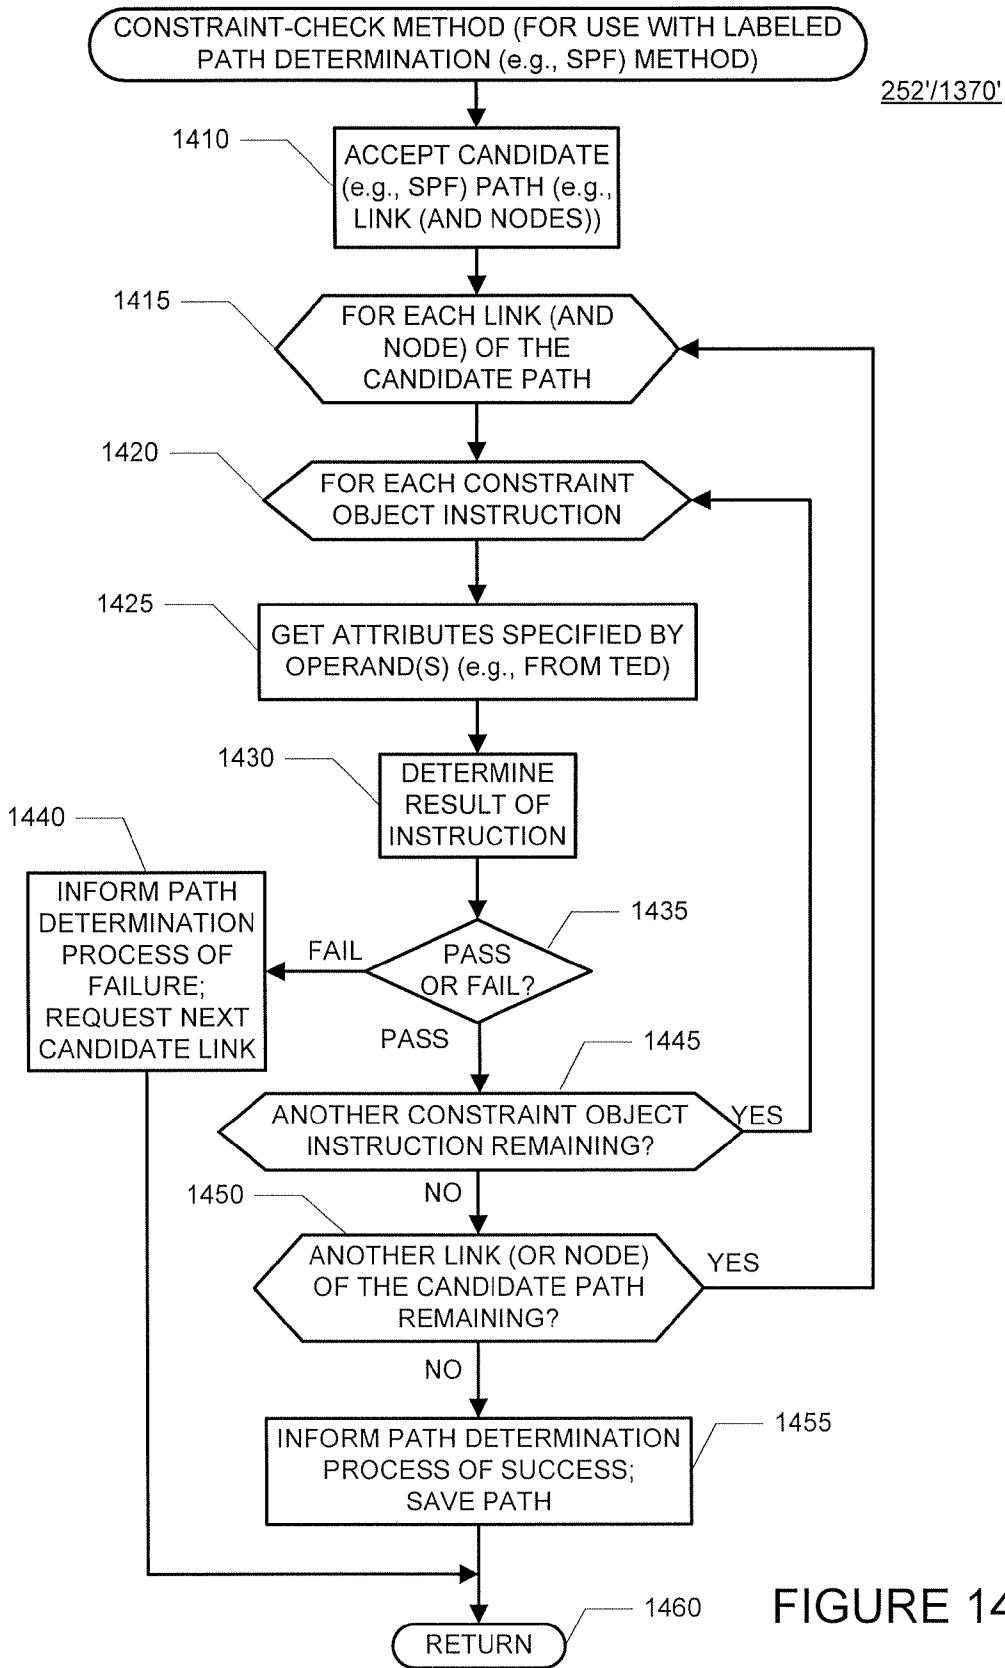 CONSTRAINT-CHECK METHOD (FOR USE WITH LABELED
PATH DETERMINATION (e.g., SPF) METHOD)
252'/1370'
1410
ACCEPT CANDIDATE
(e.g., SPF) PATH (e.g.,
LINK (AND NODES))
1415
FOR EACH LINK (AND
NODE) OF THE
CANDIDATE PATH
1420
FOR EACH CONSTRAINT
OBJECT INSTRUCTION
1425
GET ATTRIBUTES SPECIFIED BY
OPERAND(S) (e.g., FROM TED)
1430
DETERMINE
RESULT OF
INSTRUCTION
1440
INFORM PATH
DETERMINATION
PROCESS OF
FAILURE;
REQUEST NEXT
CANDIDATE LINK
1435
FAIL
PASS
OR FAIL?
PASS
1445
ANOTHER CONSTRAINT OBJECT
INSTRUCTION REMAINING?
YES
NO
1450
ANOTHER LINK (OR NODE)
OF THE CANDIDATE PATH
REMAINING?
YES
NO
1455
INFORM PATH DETERMINATION
PROCESS OF SUCCESS;
SAVE PATH
1460
RETURN
FIGURE 14